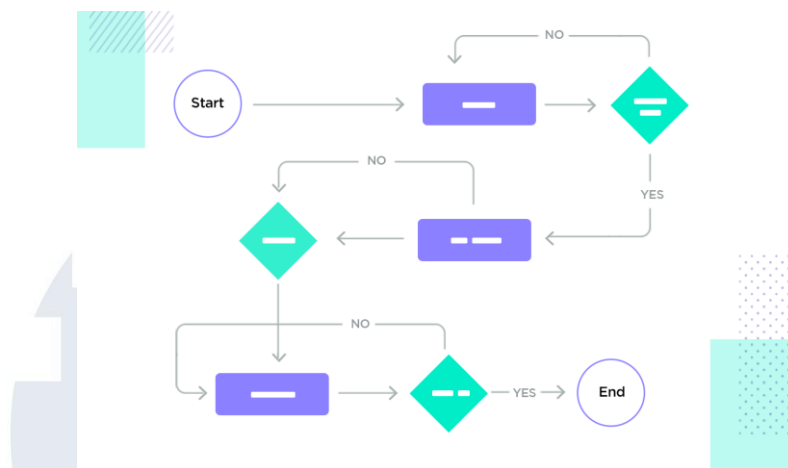 NO
Start
YES
NO
NO
YES
End